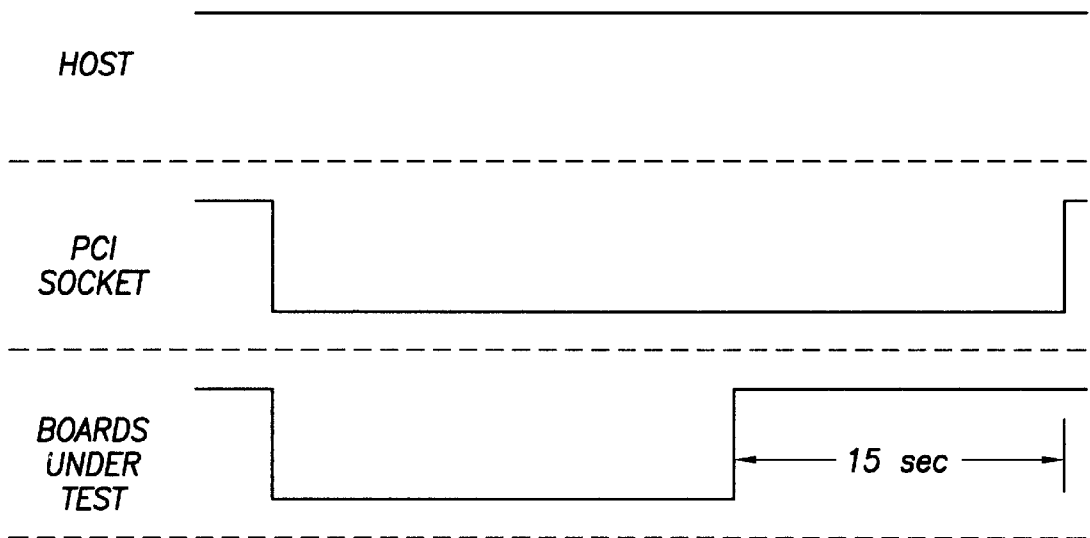 HOST
PCI
SOCKET
BOARDS
UNDER
TEST
15 sec